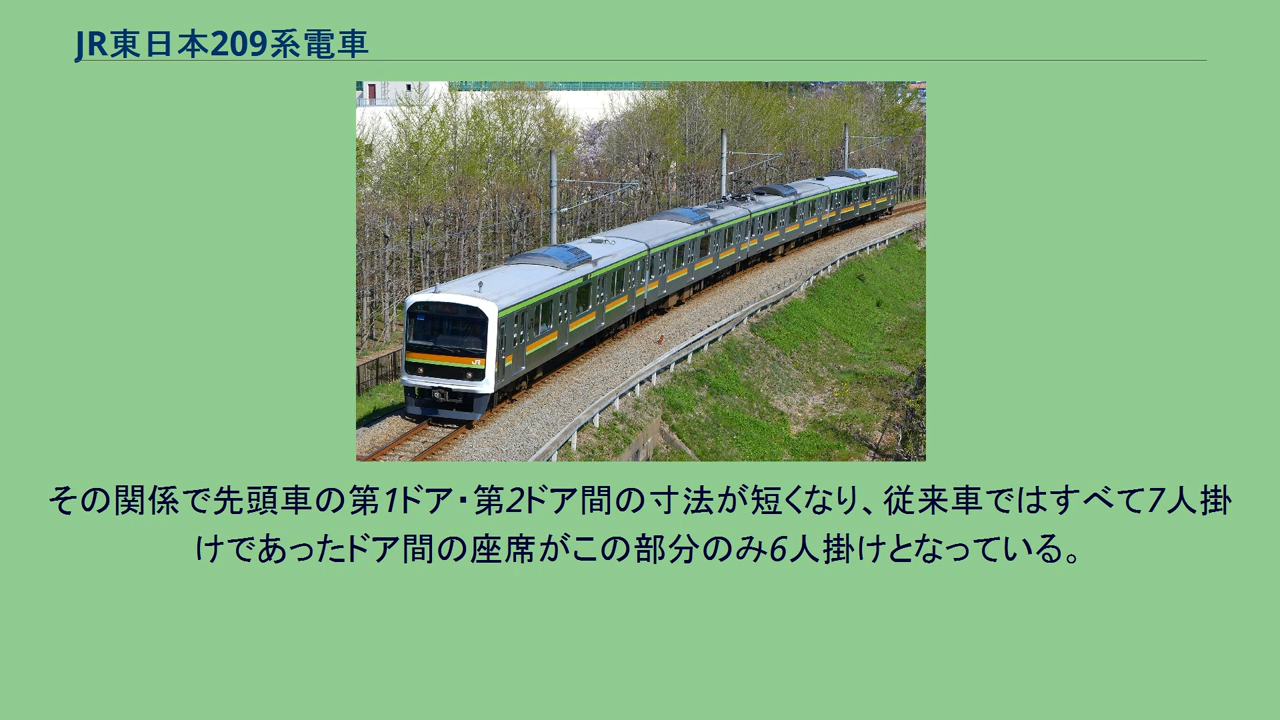 JR東日本209系電車
JR
その関係で先頭車の第1ドア・第2ドア間の寸法が短くなり、従来車ではすべて7人掛
けであったドア間の座席がこの部分のみ6人掛けとなっている。